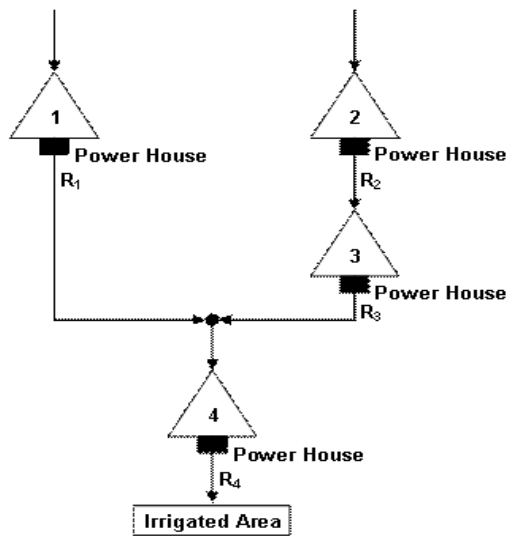 1
2
Power House
Power House
R₁
R₂
3
Power House
R₃
4
Power House
R₄
Irrigated Area